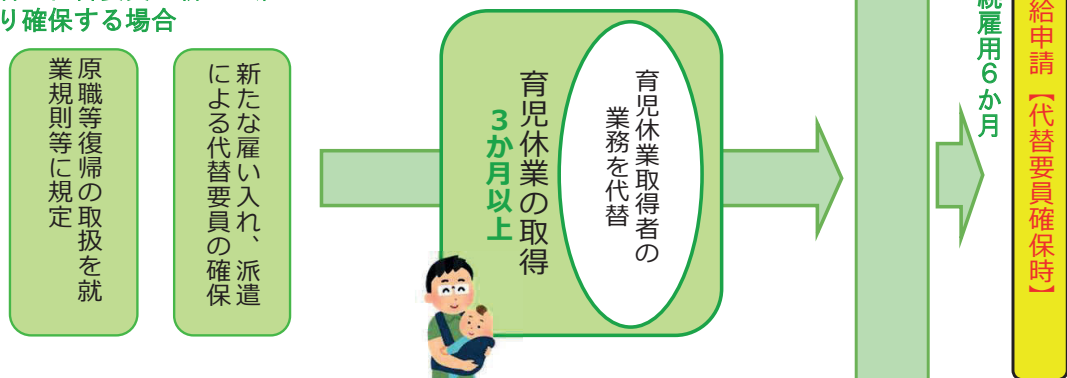 り確保する場合
原職等復帰の取扱を就
業規則等に規定
新たな雇い入れ、派遣
による代替要員の確保
育児休業の取得
3か月以上
育児休業取得者の
業務を代替
続雇用6か月
給申請【代替要員確保時】